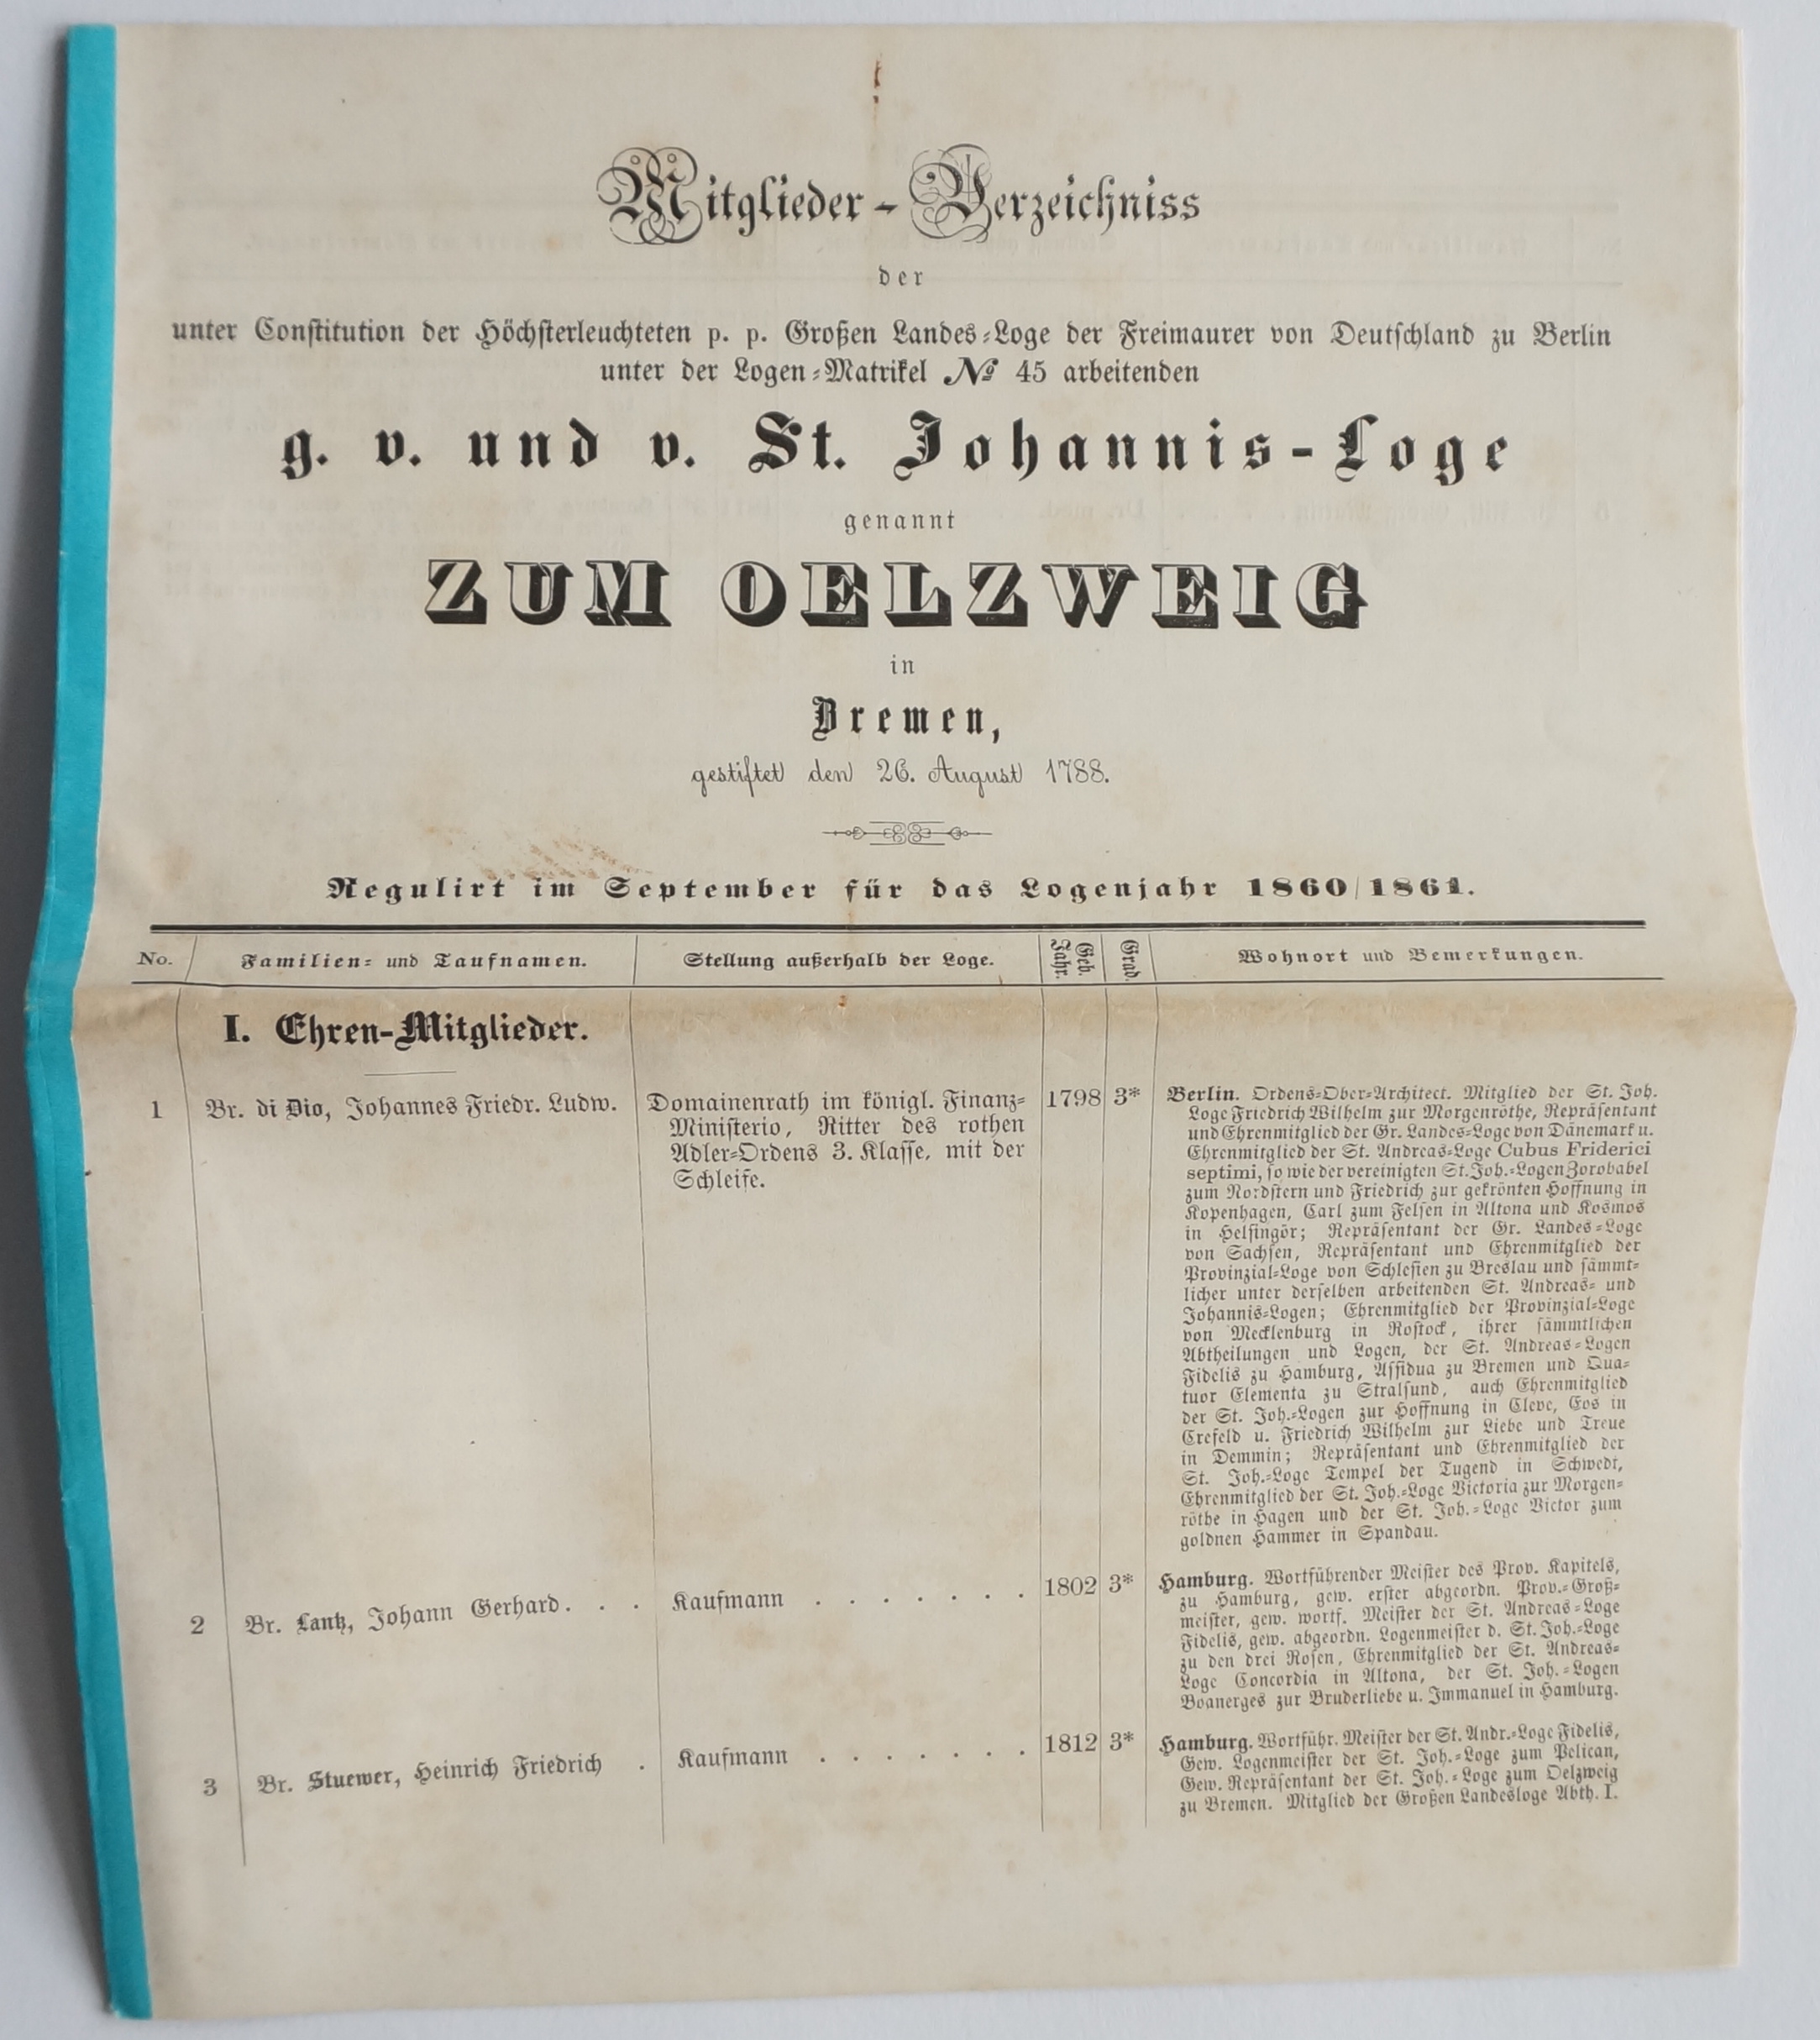 Mitglieder-Verzeichniss
der
unter Conſtitution der Höchſterleuchteten p. p. Großen Landes-Loge der Freimaurer von Deutſchland zu Berlin
unter der Logen-Matrikel № 45 arbeitenden
g. v. und v. St. Johannis-Loge
genannt
ZUM OELZWEIG
in
Bremen,
gestiftet den 26. August 1788.
Regulirt im September für das Logenjahr 1860/1861.
No. Familien- und Taufnamen. Stellung außerhalb der Loge. Geb. Jahr. Grad. Wohnort und Bemerkungen.
I. Ehren-Mitglieder.
1 Br. di Dio, Johannes Friedr. Ludw.
Domainenrath im königl. Finanz-
Miniſterio, Ritter des rothen
Adler-Ordens 3. Klaſſe, mit der
Schleife.
1798 3*
Berlin. Ordens-Ober-Architect. Mitglied der St. Joh.
Loge Friedrich Wilhelm zur Morgenröthe, Repräſentant
und Ehrenmitglied der Gr. Landes-Loge von Dänemark u.
Ehrenmitglied der St. Andreas-Loge Cubus Friderici
septimi, ſo wie der vereinigten St. Joh.-Logen Zorobabel
zum Nordſtern und Friedrich zur gekrönten Hoffnung in
Kopenhagen, Carl zum Felſen in Altona und Kosmos
in Helſingör; Repräſentant der Gr. Landes-Loge
von Sachſen, Repräſentant und Ehrenmitglied der
Provinzial-Loge von Schleſien zu Breslau und ſämmt-
licher unter derſelben arbeitenden St. Andreas- und
Johannis-Logen; Ehrenmitglied der Provinzial-Loge
von Mecklenburg in Roſtock, ihrer ſämmtlichen
Abtheilungen und Logen, der St. Andreas-Logen
Fidelis zu Hamburg, Aſſidua zu Bremen und Qua-
tuor Elementa zu Stralſund, auch Ehrenmitglied
der St. Joh.-Logen zur Hoffnung in Cleve, Eos in
Crefeld u. Friedrich Wilhelm zur Liebe und Treue
in Demmin; Repräſentant und Ehrenmitglied der
St. Joh.-Loge Tempel der Tugend in Schwedt,
Ehrenmitglied der St. Joh.-Loge Victoria zur Morgen-
röthe in Hagen und der St. Joh.-Loge Victor zum
goldnen Hammer in Spandau.
2 Br. Lantz, Johann Gerhard. . . Kaufmann . . . . . . . 1802 3*
Hamburg. Wortführender Meiſter des Prov. Kapitels,
zu Hamburg, gew. erſter abgeordn. Prov.-Groß-
meiſter, gew. wortf. Meiſter der St. Andreas-Loge
Fidelis, gew. abgeordn. Logenmeiſter d. St. Joh.-Loge
zu den drei Roſen, Ehrenmitglied der St. Andreas-
Loge Concordia in Altona, der St. Joh.-Logen
Boanerges zur Bruderliebe u. Immanuel in Hamburg.
3 Br. Stuewer, Heinrich Friedrich . Kaufmann . . . . . . . 1812 3*
Hamburg. Wortführ. Meiſter der St. Andr.-Loge Fidelis,
Gew. Logenmeiſter der St. Joh.-Loge zum Pelican,
Gew. Repräſentant der St. Joh.-Loge zum Oelzweig
zu Bremen. Mitglied der Großen Landesloge Abth. I.